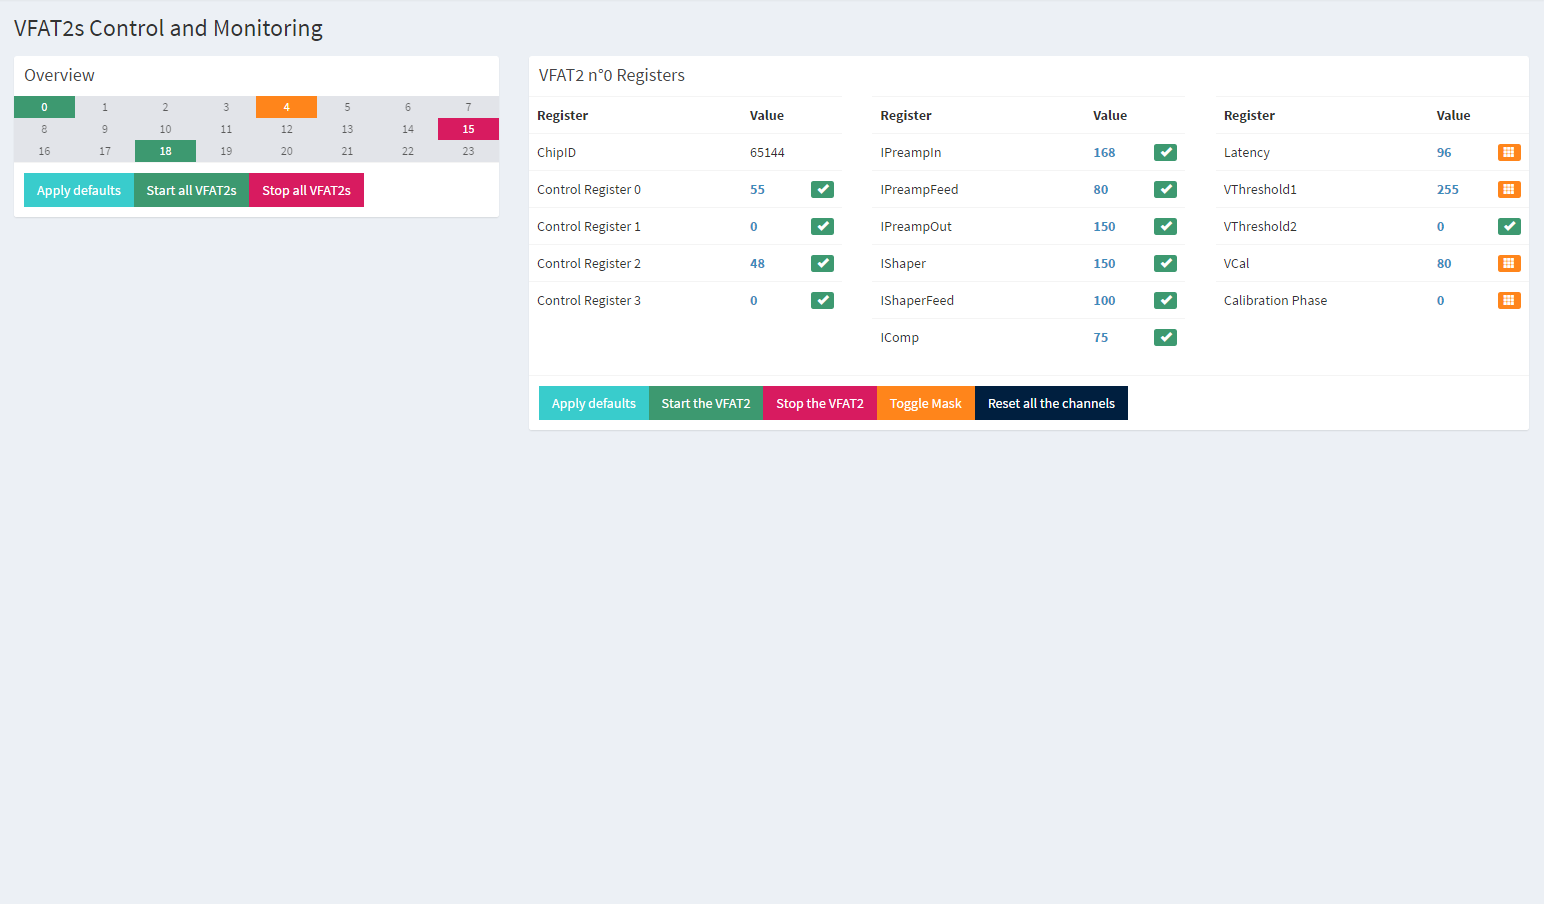 VFAT2s Control and Monitoring
Overview
0 1 2 3 4 5 6 7
8 9 10 11 12 13 14 15
16 17 18 19 20 21 22 23
Apply defaults Start all VFAT2s Stop all VFAT2s
VFAT2 n°0 Registers
Register Value
ChipID 65144
Control Register 0 55
Control Register 1 0
Control Register 2 48
Control Register 3 0
Register Value
IPreampIn 168
IPreampFeed 80
IPreampOut 150
IShaper 150
IShaperFeed 100
IComp 75
Register Value
Latency 96
VThreshold1 255
VThreshold2 0
VCal 80
Calibration Phase 0
Apply defaults Start the VFAT2 Stop the VFAT2 Toggle Mask Reset all the channels